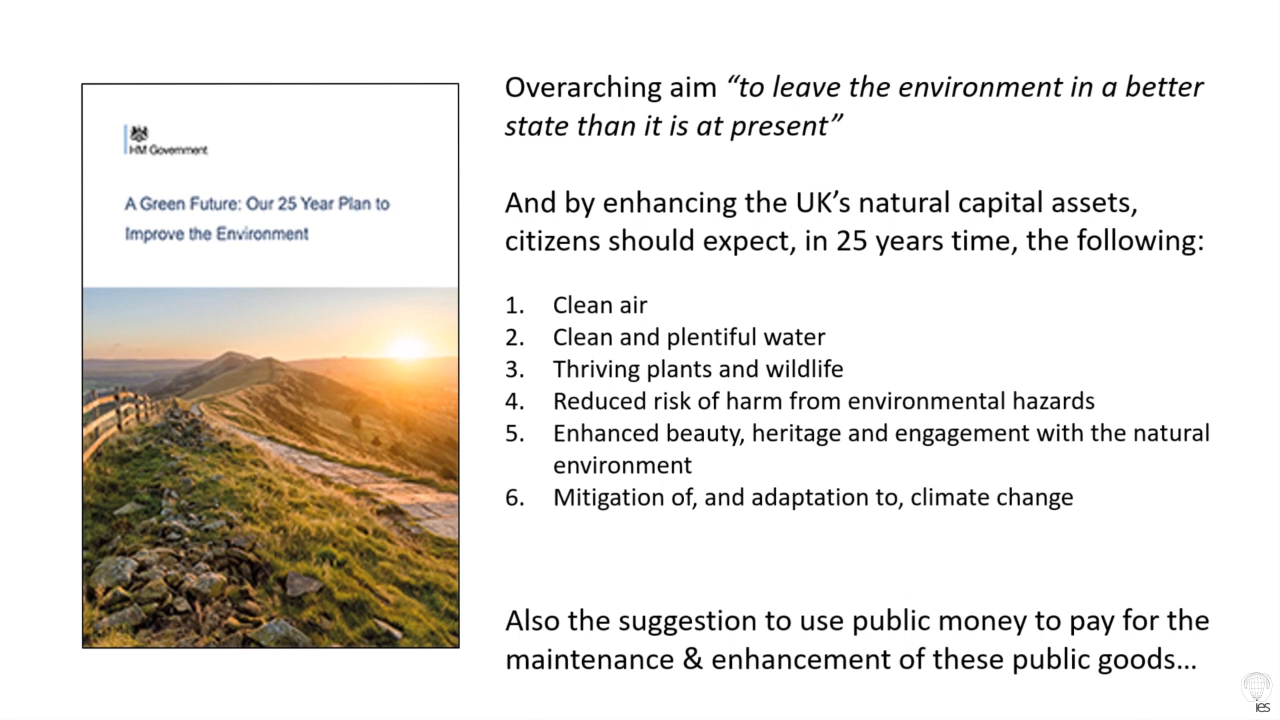 HM Government
A Green Future: Our 25 Year Plan to
Improve the Environment
Overarching aim “to leave the environment in a better
state than it is at present”
And by enhancing the UK’s natural capital assets,
citizens should expect, in 25 years time, the following:
1. Clean air
2. Clean and plentiful water
3. Thriving plants and wildlife
4. Reduced risk of harm from environmental hazards
5. Enhanced beauty, heritage and engagement with the natural
environment
6. Mitigation of, and adaptation to, climate change
Also the suggestion to use public money to pay for the
maintenance & enhancement of these public goods...
ies